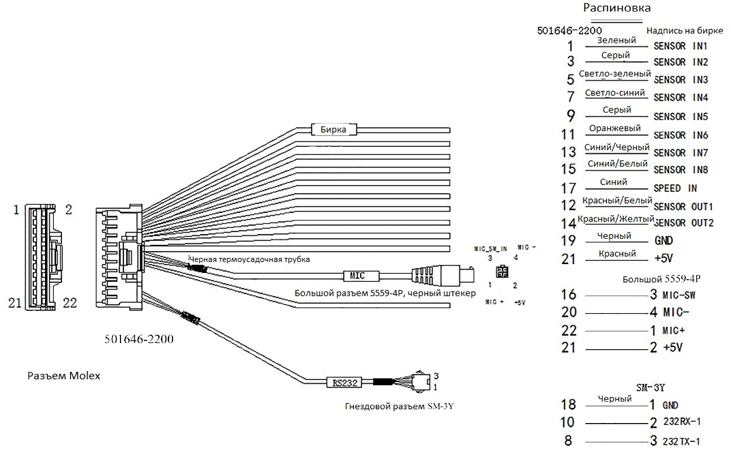 Распиновка
501646-2200 Надпись на бирке
1 Зеленый SENSOR IN1
3 Серый SENSOR IN2
5 Светло-зеленый SENSOR IN3
7 Светло-синий SENSOR IN4
9 Серый SENSOR IN5
11 Оранжевый SENSOR IN6
13 Синий/Черный SENSOR IN7
15 Синий/Белый SENSOR IN8
17 Синий SPEED IN
12 Красный/Белый SENSOR OUT1
14 Красный/Желтый SENSOR OUT2
19 Черный GND
21 Красный +5V
Большой 5559-4P
16 3 MIC-SW
20 4 MIC-
22 1 MIC+
21 2 +5V
SM-3Y
18 Черный 1 GND
10 2 232RX-1
8 3 232TX-1
Бирка
1 2
21 22
Разъем Molex
501646-2200
Черная термоусадочная трубка
MIC
Большой разъем 5559-4P, черный штекер
MIC_SW_IN MIC -
3 4
1 2
MIC + +5V
RS232
3
1
Гнездовой разъем SM-3Y